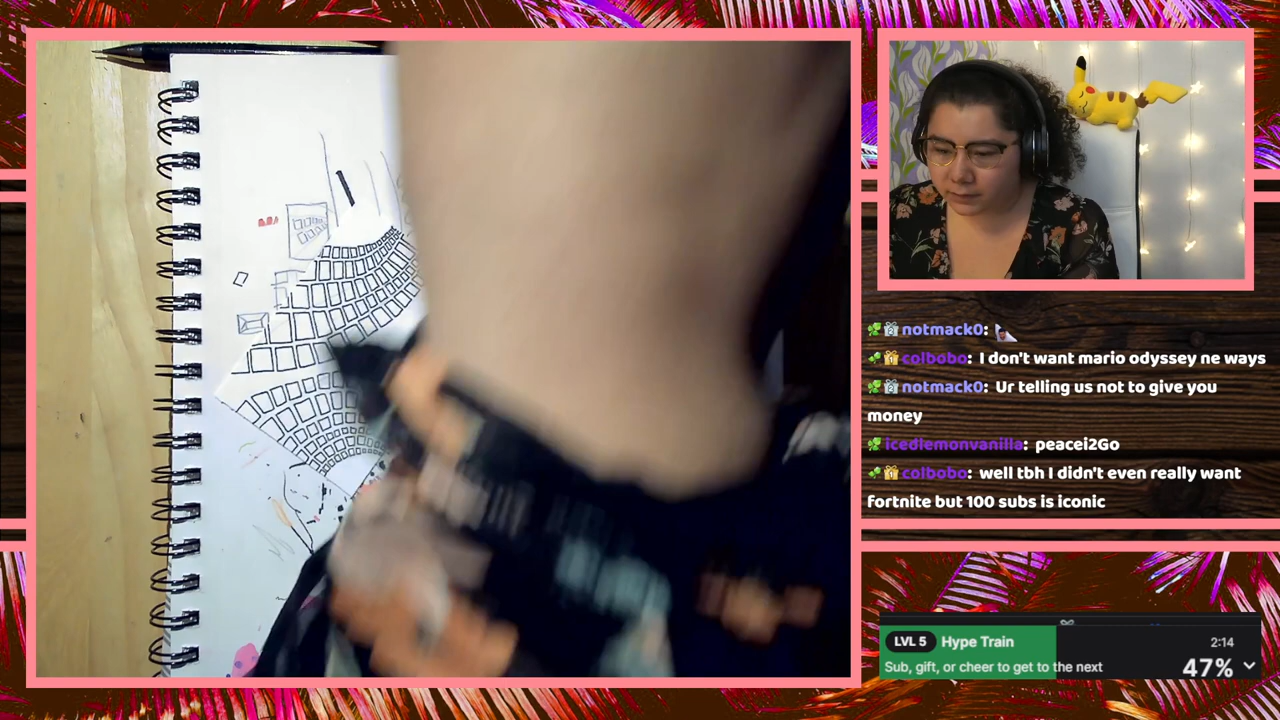 notmack0:
colbobo: I don't want mario odyssey ne ways
notmack0: Ur telling us not to give you
money
icedlemonvanilla: peacei2Go
colbobo: well tbh I didn't even really want
fortnite but 100 subs is iconic
LVL 5 Hype Train 2:14
Sub, gift, or cheer to get to the next 47%